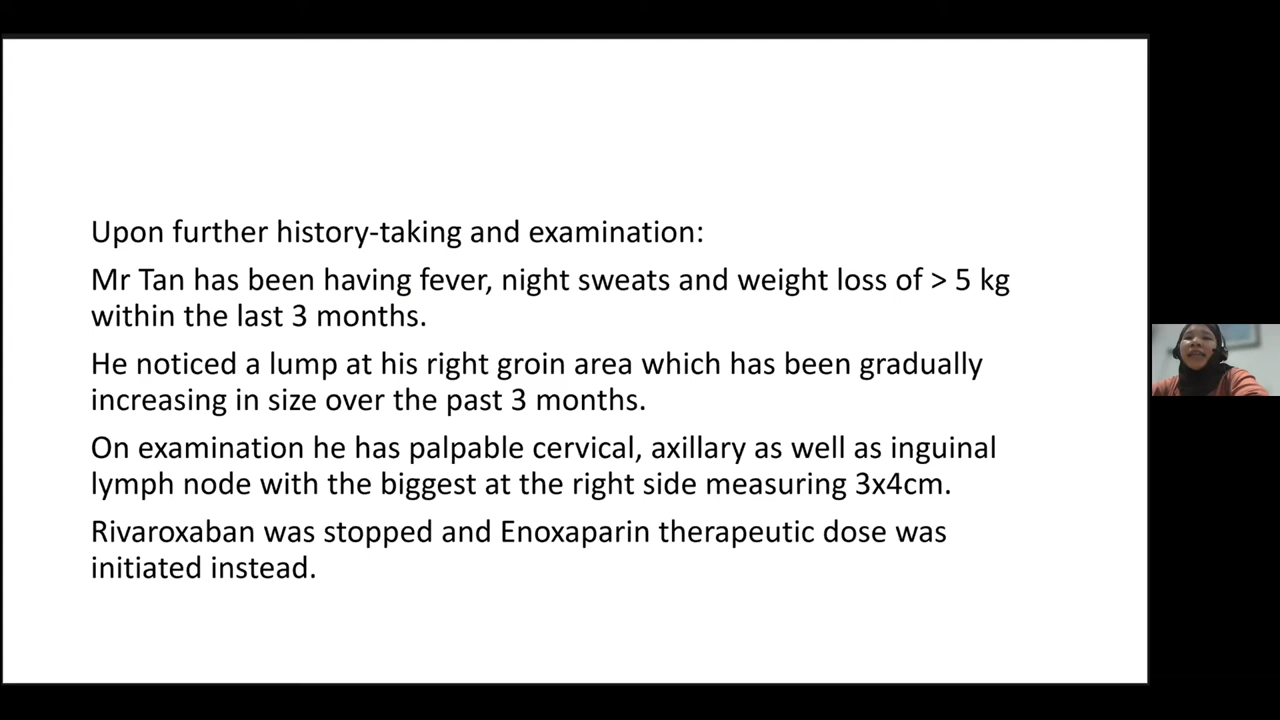 Upon further history-taking and examination:
Mr Tan has been having fever, night sweats and weight loss of > 5 kg
within the last 3 months.
He noticed a lump at his right groin area which has been gradually
increasing in size over the past 3 months.
On examination he has palpable cervical, axillary as well as inguinal
lymph node with the biggest at the right side measuring 3x4cm.
Rivaroxaban was stopped and Enoxaparin therapeutic dose was
initiated instead.